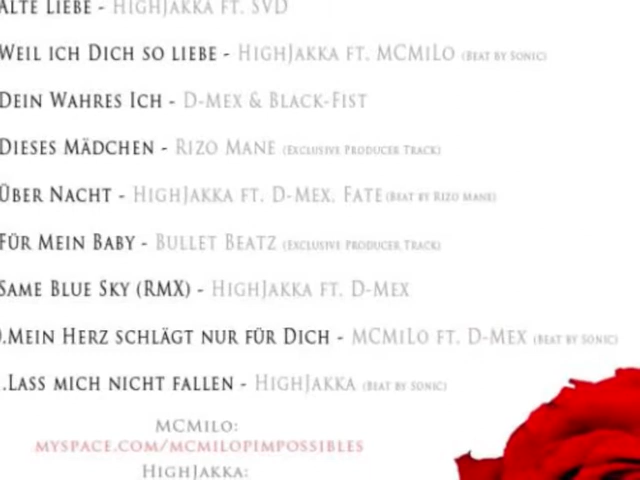 ALTE LIEBE - HIGHJAKKA FT. SVD
WEIL ICH DICH SO LIEBE - HIGHJAKKA FT. MCMILO (BEAT BY SONIC)
DEIN WAHRES ICH - D-MEX & BLACK-FIST
DIESES MÄDCHEN - RIZO MANE (EXCLUSIVE PRODUCER TRACK)
ÜBER NACHT - HIGHJAKKA FT. D-MEX, FATE (BEAT BY RIZO MANE)
FÜR MEIN BABY - BULLET BEATZ (EXCLUSIVE PRODUCER TRACK)
SAME BLUE SKY (RMX) - HIGHJAKKA FT. D-MEX
.MEIN HERZ SCHLÄGT NUR FÜR DICH - MCMILO FT. D-MEX (BEAT BY SONIC)
.LASS MICH NICHT FALLEN - HIGHJAKKA (BEAT BY SONIC)
MCMILO:
MYSPACE.COM/MCMILOPIMPOSSIBLES
HIGHJAKKA: